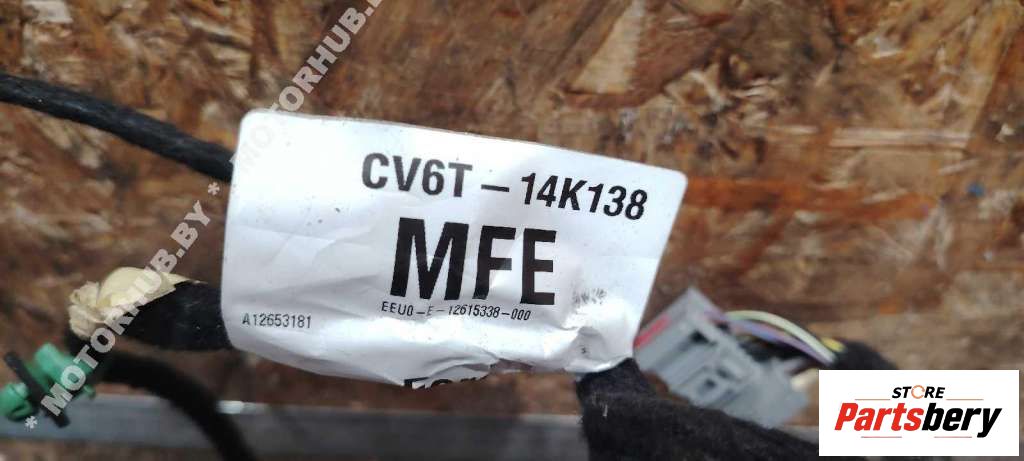 * MOTORHUB.BY * MOTORHUB.BY
CV6T-14K138
MFE
EEU0-E-12615338-000
A12653181
STORE
Partsbery